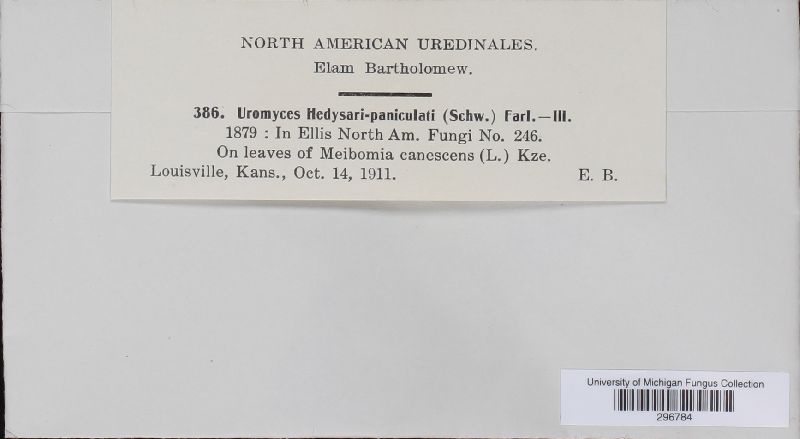 NORTH AMERICAN UREDINALES.
Elam Bartholomew.
386. Uromyces Hedysari-paniculati (Schw.) Farl.—III.
1879 : In Ellis North Am. Fungi No. 246.
On leaves of Meibomia canescens (L.) Kze.
Louisville, Kans., Oct. 14, 1911. E. B.
University of Michigan Fungus Collection
296784